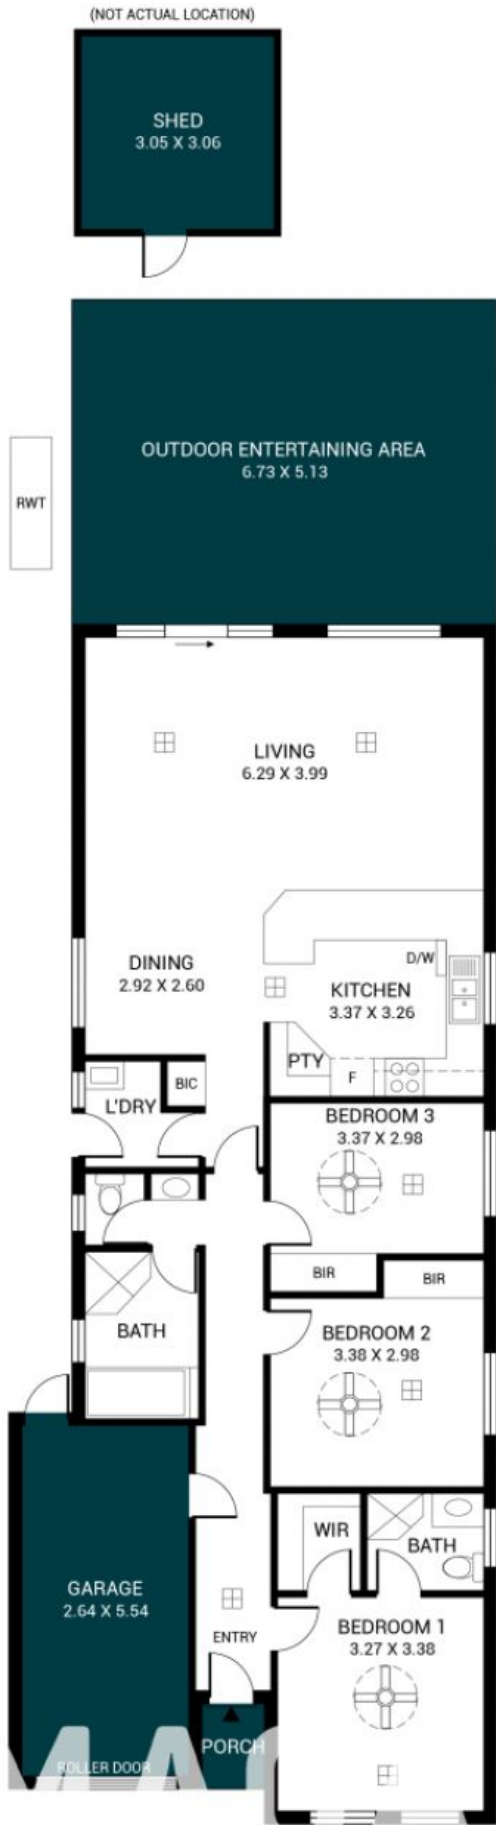 (NOT ACTUAL LOCATION)
SHED
3.05 X 3.06
OUTDOOR ENTERTAINING AREA
6.73 X 5.13
RWT
LIVING
6.29 X 3.99
DINING
2.92 X 2.60
D/W
KITCHEN
3.37 X 3.26
PTY
F
BIC
L'DRY
BEDROOM 3
3.37 X 2.98
BIR
BIR
BATH
BEDROOM 2
3.38 X 2.98
WIR
BATH
GARAGE
2.64 X 5.54
ENTRY
BEDROOM 1
3.27 X 3.38
PORCH
ROLLER DOOR